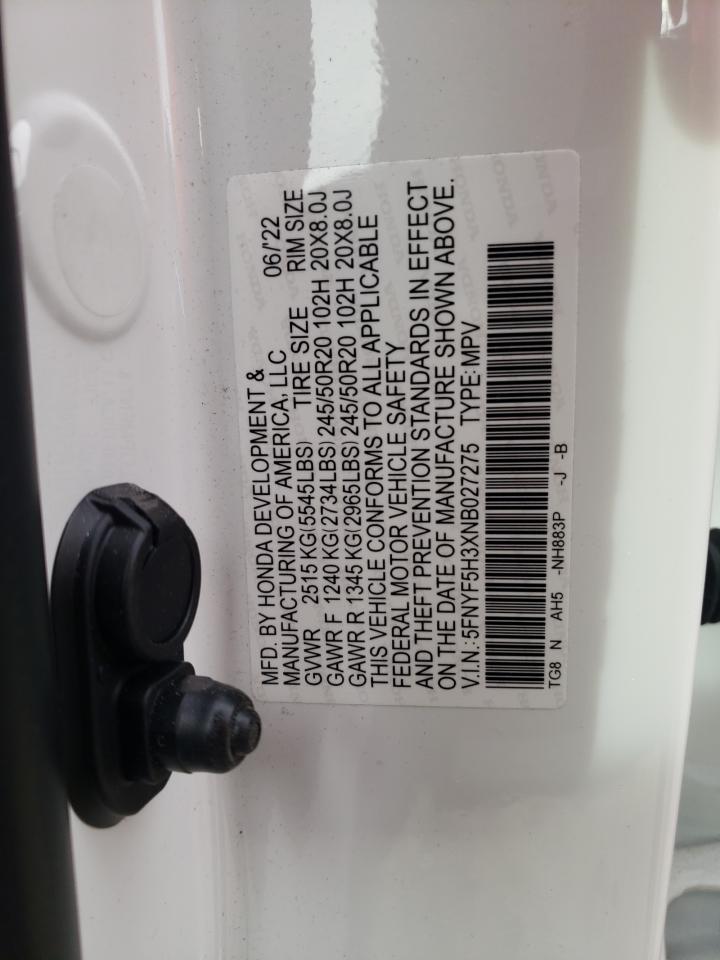 MFD. BY HONDA DEVELOPMENT &
MANUFACTURING OF AMERICA, LLC 06/'22
GVWR 2515 KG(5545LBS) TIRE SIZE RIM SIZE
GAWR F 1240 KG(2734LBS) 245/50R20 102H 20X8.0J
GAWR R 1345 KG(2965LBS) 245/50R20 102H 20X8.0J
THIS VEHICLE CONFORMS TO ALL APPLICABLE
FEDERAL MOTOR VEHICLE SAFETY
AND THEFT PREVENTION STANDARDS IN EFFECT
ON THE DATE OF MANUFACTURE SHOWN ABOVE.
V.I.N.:5FNYF5H3XNB027275 TYPE:MPV
TG8 N AH5 -NH883P -J -B